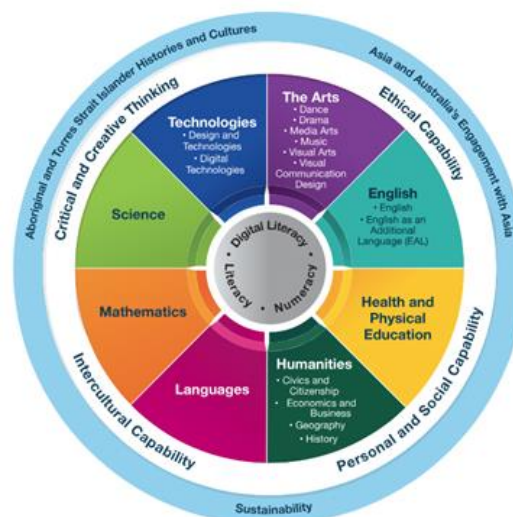 Aboriginal and Torres Strait Islander Histories and Cultures
Asia and Australia's Engagement with Asia
Sustainability
Critical and Creative Thinking
Ethical Capability
Intercultural Capability
Personal and Social Capability
Technologies
• Design and
Technologies
• Digital
Technologies
The Arts
• Dance
• Drama
• Media Arts
• Music
• Visual Arts
• Visual
Communication
Design
English
• English
• English as an
Additional
Language (EAL)
Health and
Physical
Education
Humanities
• Civics and
Citizenship
• Economics and
Business
• Geography
• History
Languages
Mathematics
Science
• Digital Literacy •
Literacy • Numeracy